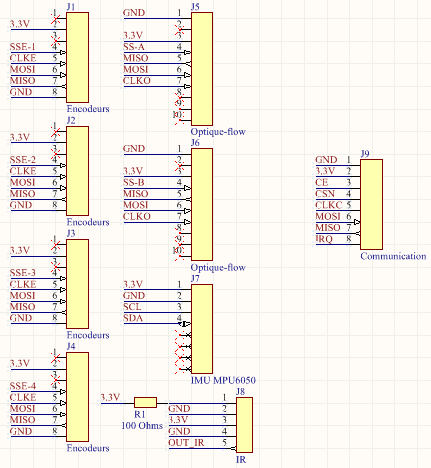 J1
1
3.3V 2
3
SSE-1 4
CLKE 5
MOSI 6
MISO 7
GND 8
Encodeurs
J2
1
3.3V 2
3
SSE-2 4
CLKE 5
MOSI 6
MISO 7
GND 8
Encodeurs
J3
1
3.3V 2
3
SSE-3 4
CLKE 5
MOSI 6
MISO 7
GND 8
Encodeurs
J4
1
3.3V 2
3
SSE-4 4
CLKE 5
MOSI 6
MISO 7
GND 8
Encodeurs
J5
GND 1
2
3.3V 3
SS-A 4
MISO 5
MOSI 6
CLKO 7
8
9
10
Optique-flow
J6
GND 1
2
3.3V 3
SS-B 4
MISO 5
MOSI 6
CLKO 7
8
9
10
Optique-flow
J7
3.3V 1
GND 2
SCL 3
SDA 4
IMU MPU6050
J8
3.3V 1
R1
100 Ohms
GND 2
3.3V 3
GND 4
OUT_IR 5
IR
J9
GND 1
3.3V 2
CE 3
CSN 4
CLKC 5
MOSI 6
MISO 7
IRQ 8
Communication